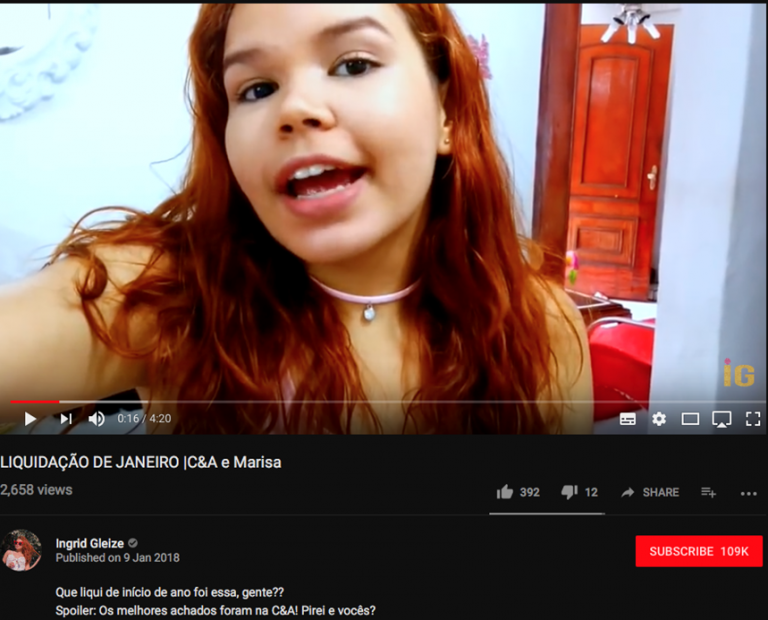 iG
0:16 / 4:20
LIQUIDAÇÃO DE JANEIRO |C&A e Marisa
2,658 views
392 12 SHARE
Ingrid Gleize
Published on 9 Jan 2018
SUBSCRIBE 109K
Que liqui de início de ano foi essa, gente??
Spoiler: Os melhores achados foram na C&A! Pirei e vocês?